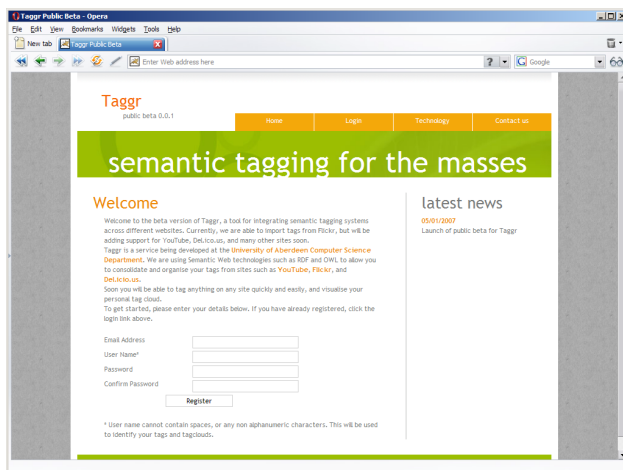 Taggr Public Beta - Opera
File Edit View Bookmarks Widgets Tools Help
New tab Taggr Public Beta
Enter Web address here ? Google
Taggr
public beta 0.0.1
Home Login Technology Contact us
semantic tagging for the masses
Welcome
Welcome to the beta version of Taggr, a tool for integrating semantic tagging systems
across different websites. Currently, we are able to import tags from Flickr, but will be
adding support for YouTube, Del.ico.us, and many other sites soon.
Taggr is a service being developed at the University of Aberdeen Computer Science
Department. We are using Semantic Web technologies such as RDF and OWL to allow you
to consolidate and organise your tags from sites such as YouTube, Flickr, and
Del.icio.us.
Soon you will be able to tag anything on any site quickly and easily, and visualise your
personal tag cloud.
To get started, please enter your details below. If you have already registered, click the
login link above.
Email Address
User Name*
Password
Confirm Password
Register
* User name cannot contain spaces, or any non alphanumeric characters. This will be used
to identify your tags and tagclouds.
latest news
05/01/2007
Launch of public beta for Taggr